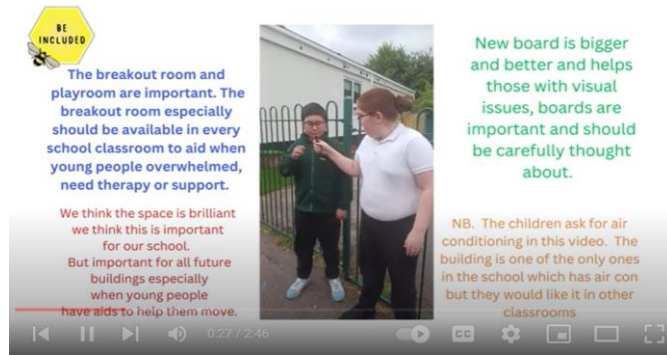 BE
INCLUDED
The breakout room and
playroom are important. The
breakout room especially
should be available in every
school classroom to aid when
young people overwhelmed,
need therapy or support.
We think the space is brilliant
we think this is important
for our school.
But important for all future
buildings especially
when young people
have aids to help them move.
New board is bigger
and better and helps
those with visual
issues, boards are
important and should
be carefully thought
about.
NB. The children ask for air
conditioning in this video. The
building is one of the only ones
in the school which has air con
but they would like it in other
classrooms
0:27 / 2:46
CC